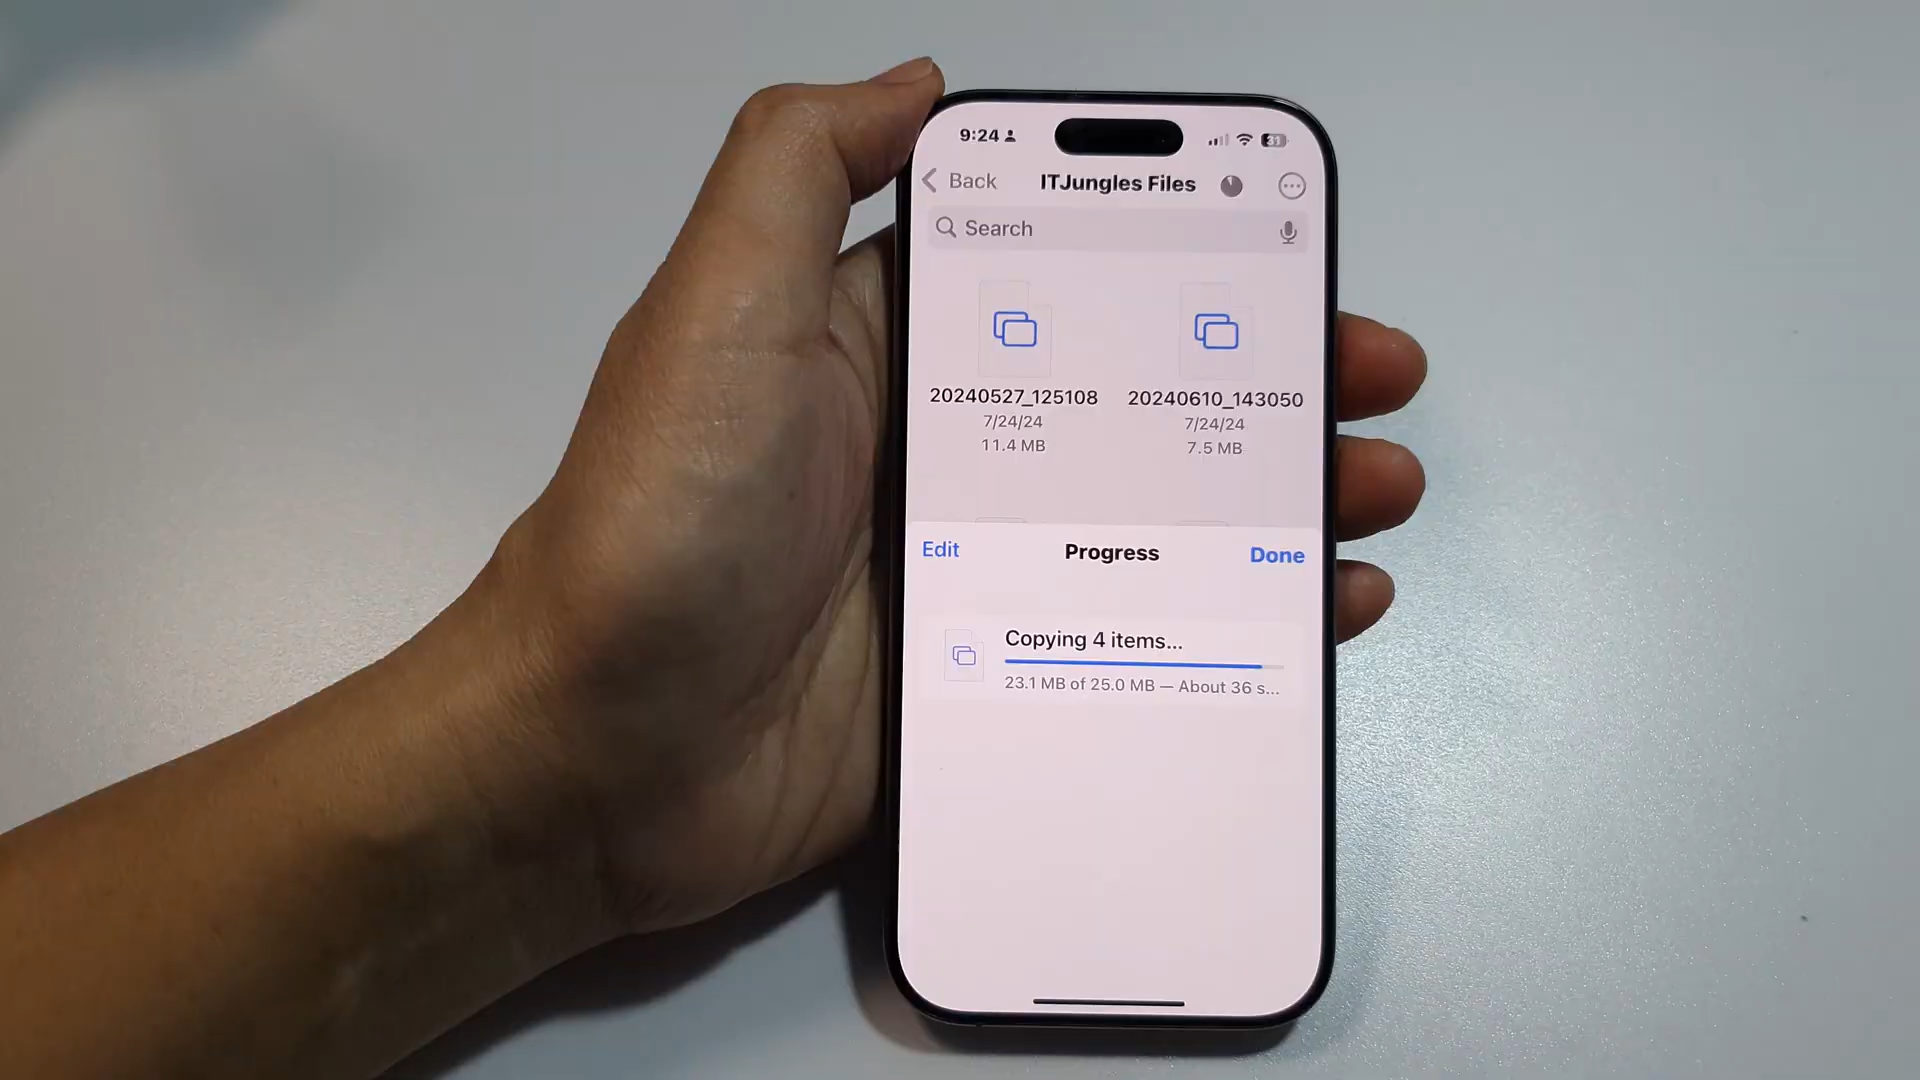 9:24
31
Back
ITJungles Files
Search
20240527_125108
7/24/24
11.4 MB
20240610_143050
7/24/24
7.5 MB
Edit
Progress
Done
Copying 4 items...
23.1 MB of 25.0 MB — About 36 s...